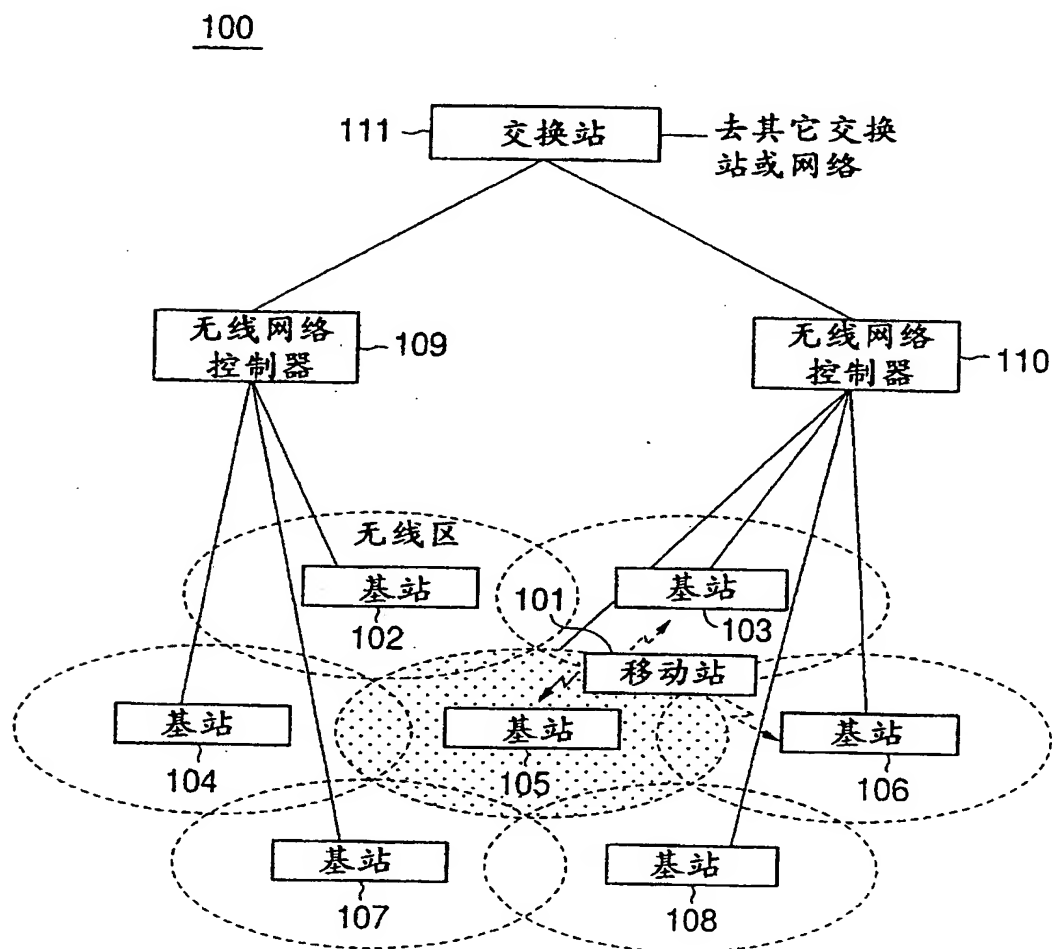 100
111
交换站
去其它交换
站或网络
无线网络
控制器
109
无线网络
控制器
110
无线区
基站
102
101
基站
103
移动站
基站
104
基站
105
基站
106
基站
107
基站
108